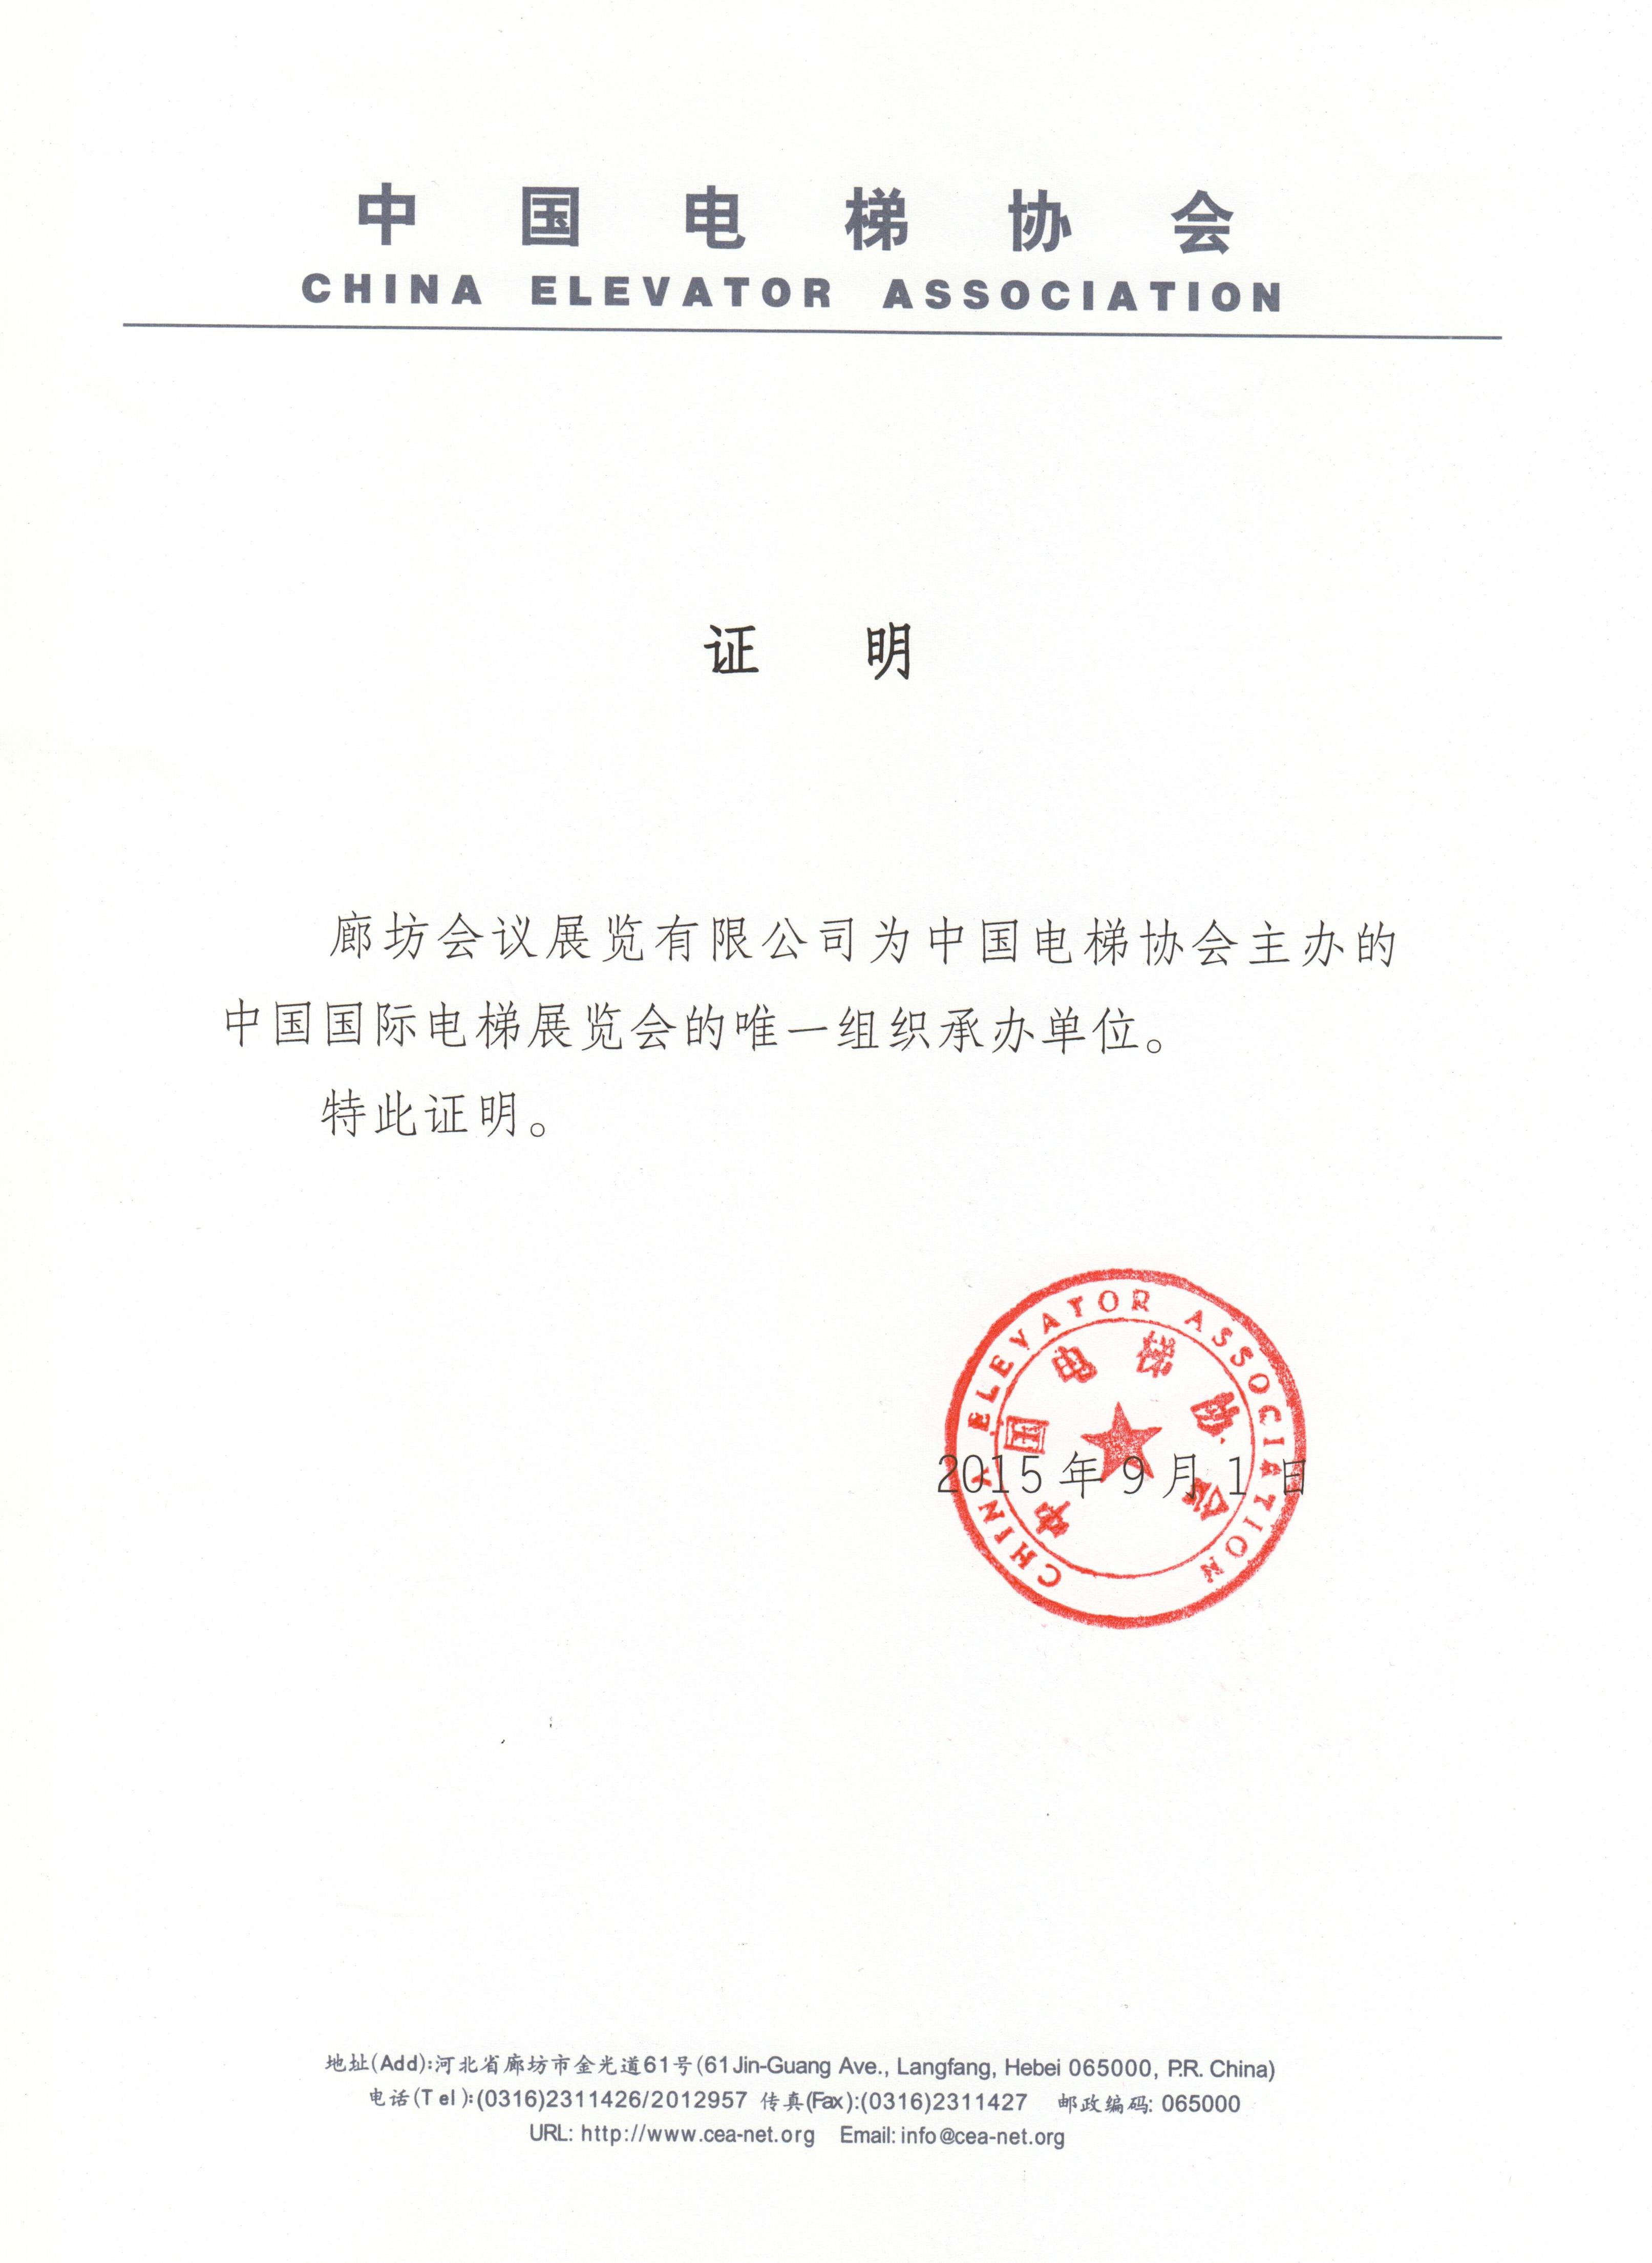 中国电梯协会
CHINA ELEVATOR ASSOCIATION
证 明
廊坊会议展览有限公司为中国电梯协会主办的
中国国际电梯展览会的唯一组织承办单位。
特此证明。
CHINA ELEVATOR ASSOCIATION
中国电梯协会
2015年9月1日
地址(Add):河北省廊坊市金光道61号(61 Jin-Guang Ave., Langfang, Hebei 065000, P.R. China)
电话(Tel):(0316)2311426/2012957 传真(Fax):(0316)2311427 邮政编码: 065000
URL: http://www.cea-net.org Email: info@cea-net.org